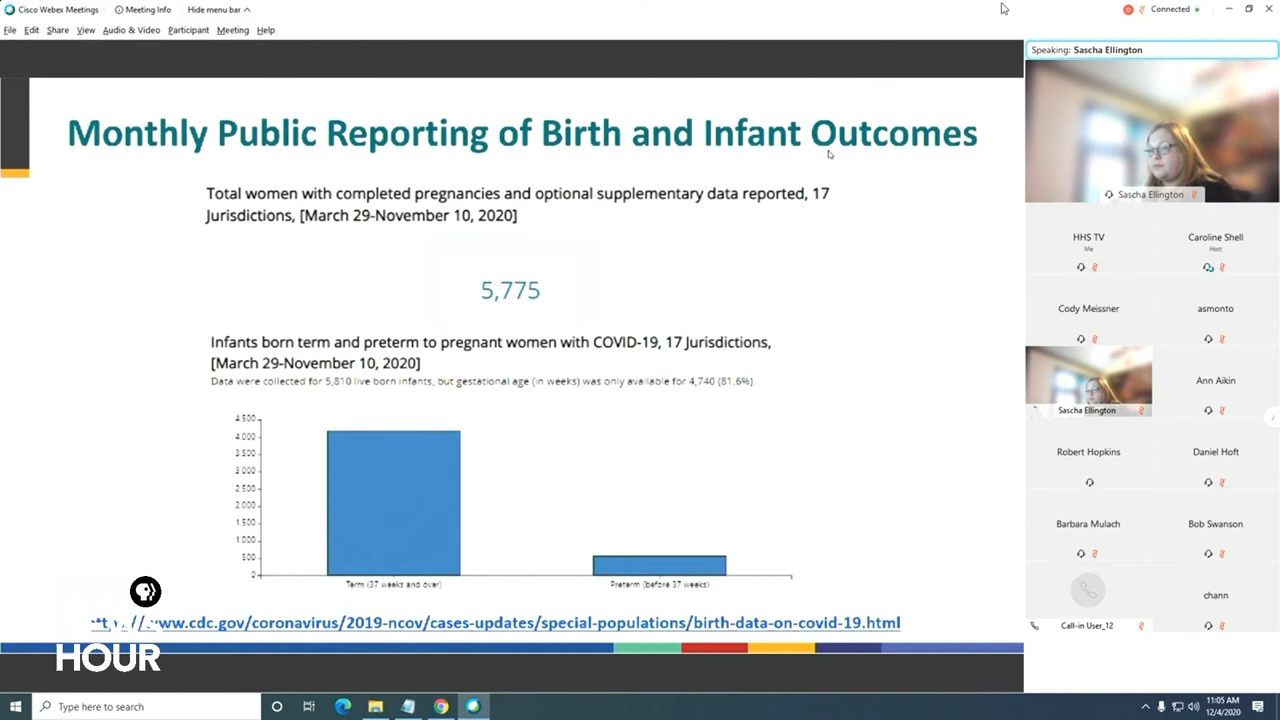 Cisco Webex Meetings
Meeting Info
Hide menu bar
Connected
File Edit Share View Audio & Video Participant Meeting Help
Speaking: Sascha Ellington
Monthly Public Reporting of Birth and Infant Outcomes
Total women with completed pregnancies and optional supplementary data reported, 17
Jurisdictions, [March 29-November 10, 2020]
5,775
Infants born term and preterm to pregnant women with COVID-19, 17 Jurisdictions,
[March 29-November 10, 2020]
Data were collected for 5,810 live born infants, but gestational age (in weeks) was only available for 4,740 (81.6%)
4 500
4 000
3 500
3 000
2 500
2 000
1 500
1 000
500
0
Term (37 weeks and over)
Preterm (before 37 weeks)
www.cdc.gov/coronavirus/2019-ncov/cases-updates/special-populations/birth-data-on-covid-19.html
HOUR
Sascha Ellington
HHS TV
Me
Caroline Shell
Host
Cody Meissner
asmonto
Sascha Ellington
Ann Aikin
Robert Hopkins
Daniel Hoft
Barbara Mulach
Bob Swanson
Call-in User_12
chann
Type here to search
11:05 AM
12/4/2020